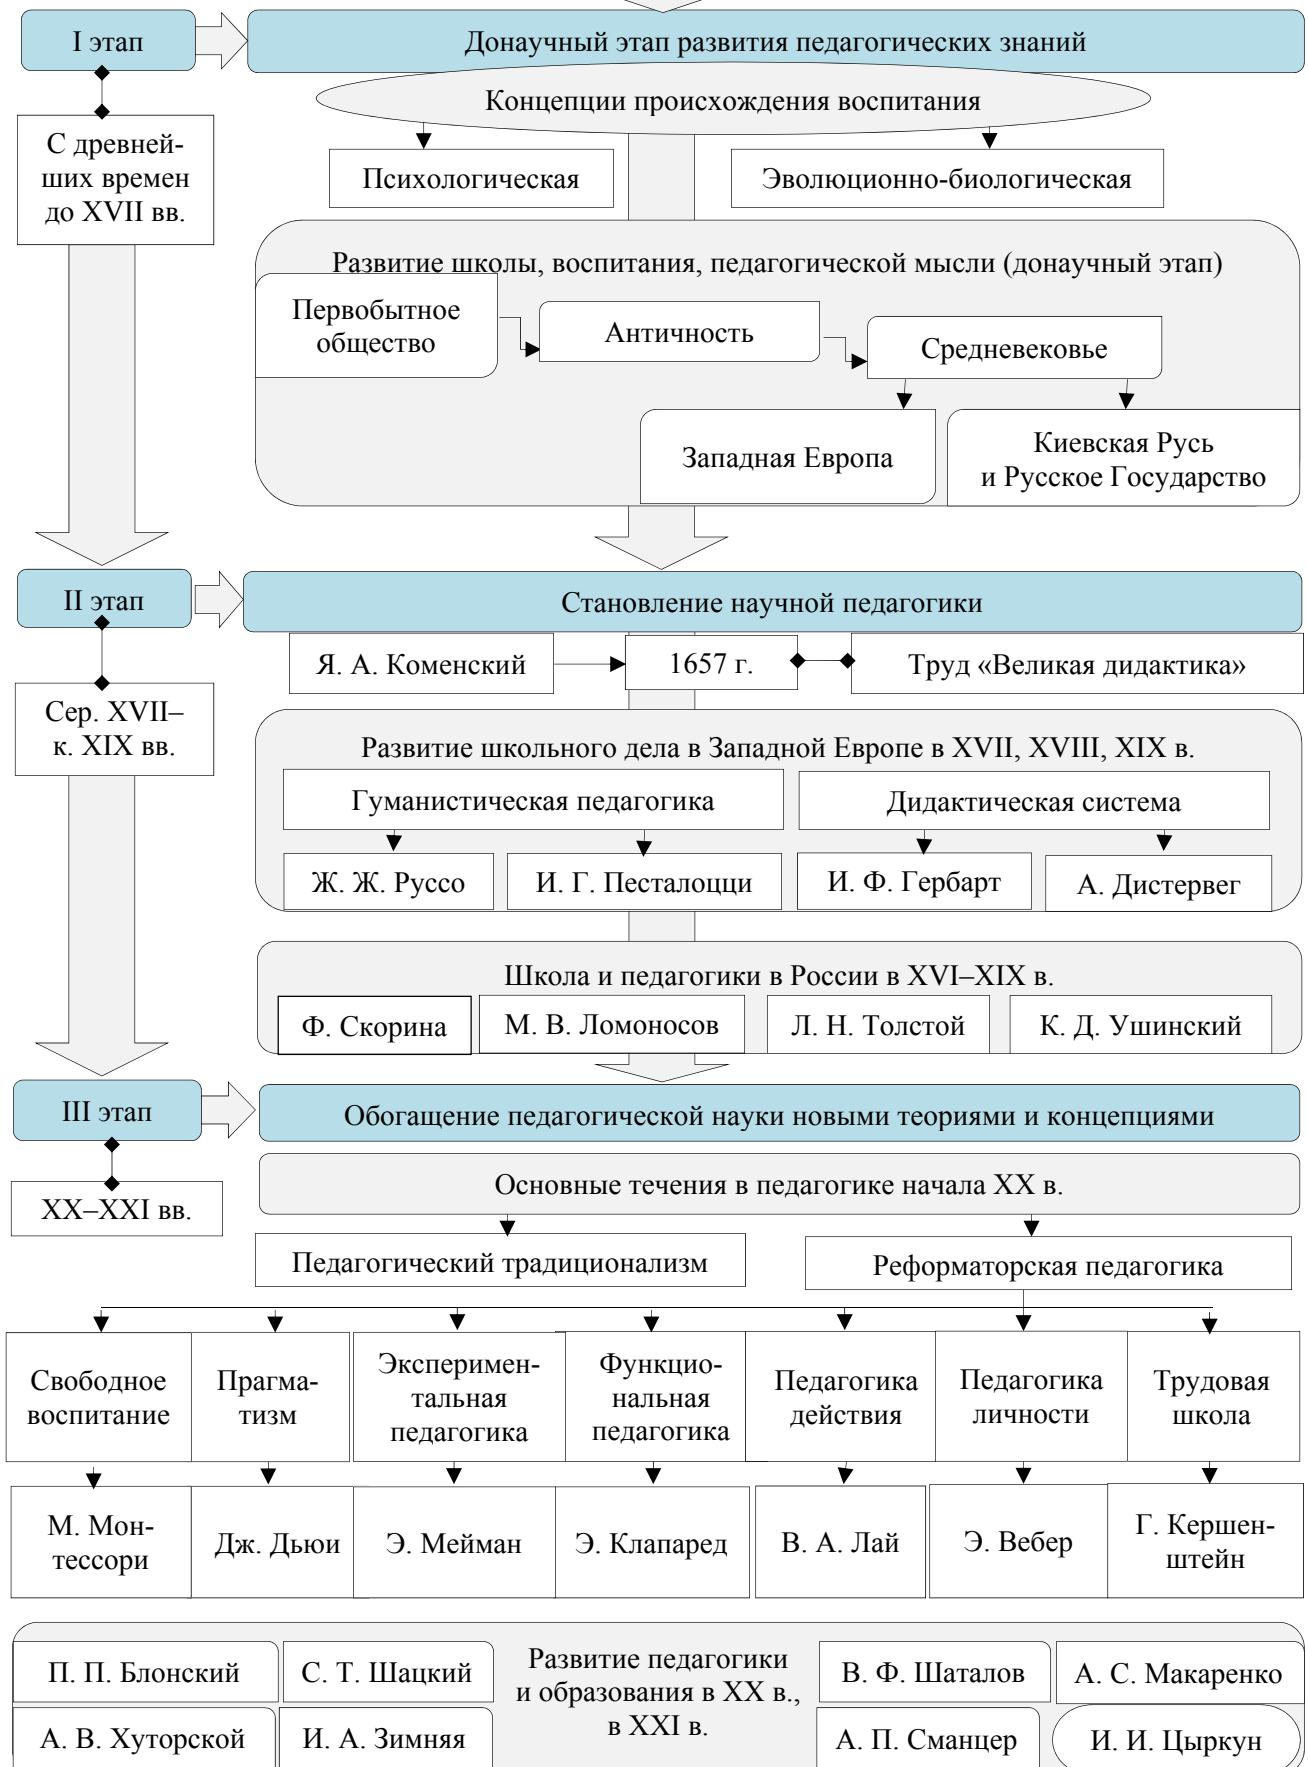 I этап
Донаучный этап развития педагогических знаний
Концепции происхождения воспитания
С древней-
ших времен
до XVII вв.
Психологическая
Эволюционно-биологическая
Развитие школы, воспитания, педагогической мысли (донаучный этап)
Первобытное
общество
Античность
Средневековье
Западная Европа
Киевская Русь
и Русское Государство
II этап
Становление научной педагогики
Я. А. Коменский
1657 г.
Труд «Великая дидактика»
Сер. XVII–
к. XIX вв.
Развитие школьного дела в Западной Европе в XVII, XVIII, XIX в.
Гуманистическая педагогика
Дидактическая система
Ж. Ж. Руссо
И. Г. Песталоцци
И. Ф. Гербарт
А. Дистервег
Школа и педагогики в России в XVI–XIX в.
Ф. Скорина
М. В. Ломоносов
Л. Н. Толстой
К. Д. Ушинский
III этап
Обогащение педагогической науки новыми теориями и концепциями
XX–XXI вв.
Основные течения в педагогике начала XX в.
Педагогический традиционализм
Реформаторская педагогика
Свободное
воспитание
Прагма-
тизм
Эксперимен-
тальная
педагогика
Функцио-
нальная
педагогика
Педагогика
действия
Педагогика
личности
Трудовая
школа
М. Мон-
тессори
Дж. Дьюи
Э. Мейман
Э. Клапаред
В. А. Лай
Э. Вебер
Г. Кершен-
штейн
П. П. Блонский
С. Т. Шацкий
Развитие педагогики
и образования в XX в.,
в XXI в.
В. Ф. Шаталов
А. С. Макаренко
А. В. Хуторской
И. А. Зимняя
А. П. Сманцер
И. И. Цыркун